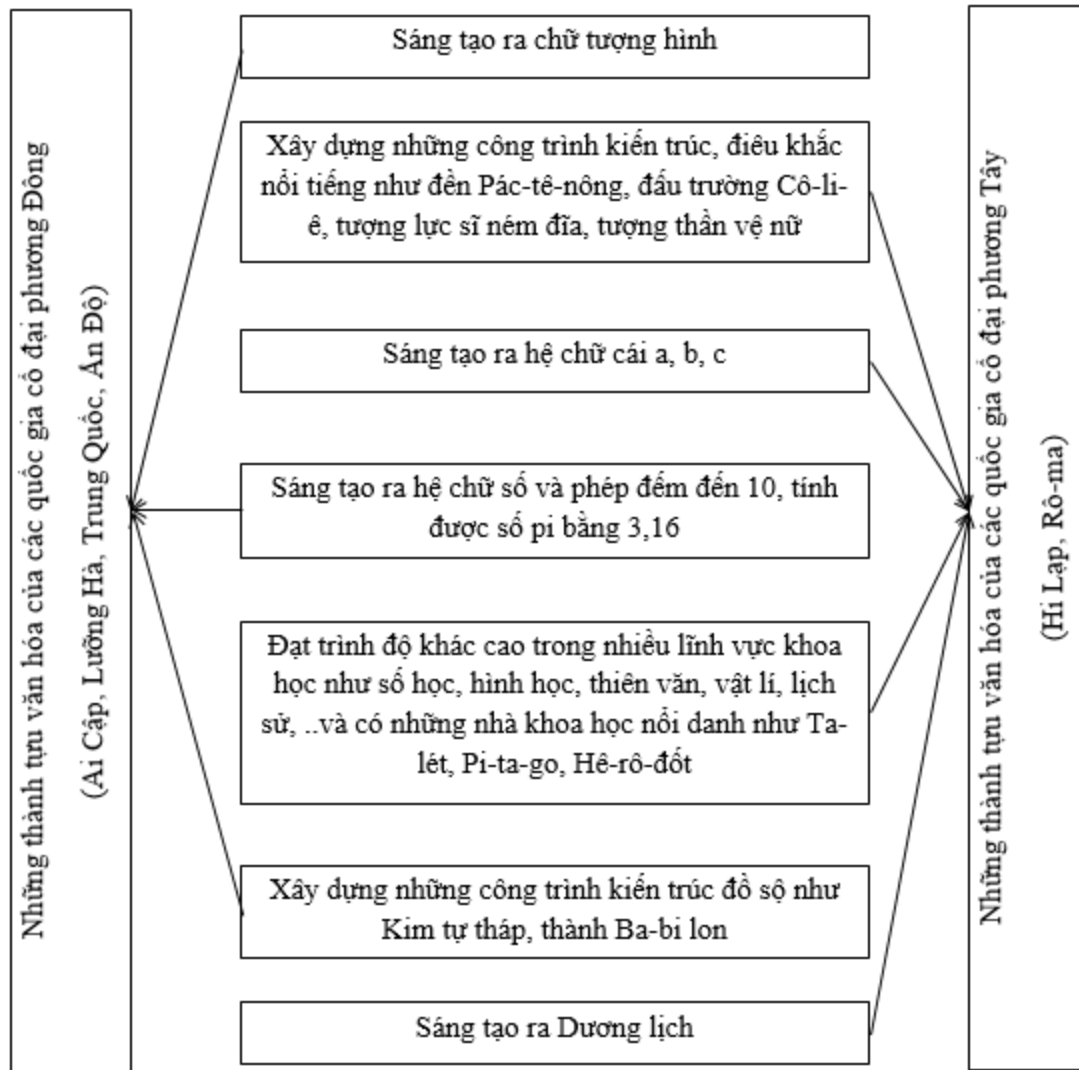 Những thành tựu văn hóa của các quốc gia cổ đại phương Đông
(Ai Cập, Lưỡng Hà, Trung Quốc, Ấn Độ)
Sáng tạo ra chữ tượng hình
Xây dựng những công trình kiến trúc, điêu khắc
nổi tiếng như đền Pác-tê-nông, đấu trường Cô-li-
ê, tượng lực sĩ ném đĩa, tượng thần vệ nữ
Sáng tạo ra hệ chữ cái a, b, c
Sáng tạo ra hệ chữ số và phép đếm đến 10, tính
được số pi bằng 3,16
Đạt trình độ khác cao trong nhiều lĩnh vực khoa
học như số học, hình học, thiên văn, vật lí, lịch
sử, ..và có những nhà khoa học nổi danh như Ta-
lét, Pi-ta-go, Hê-rô-đốt
Xây dựng những công trình kiến trúc đồ sộ như
Kim tự tháp, thành Ba-bi lon
Sáng tạo ra Dương lịch
Những thành tựu văn hóa của các quốc gia cổ đại phương Tây
(Hi Lạp, Rô-ma)